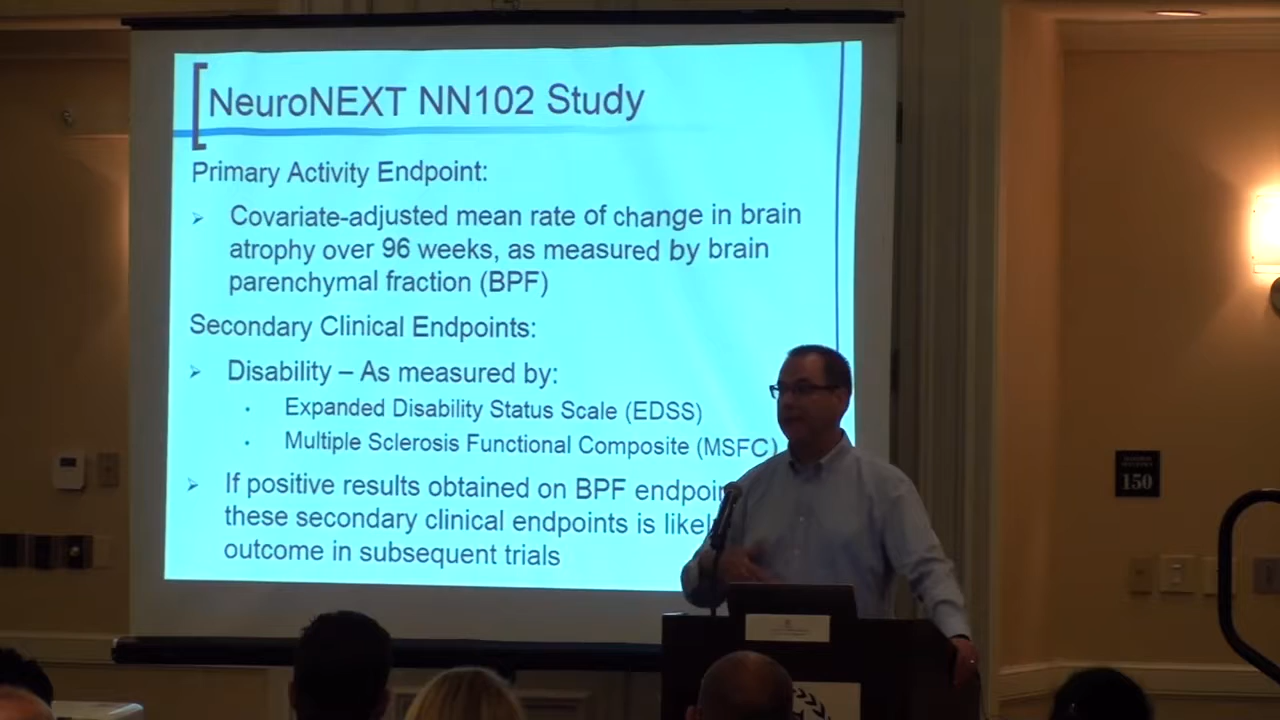 NeuroNEXT NN102 Study
Primary Activity Endpoint:
Covariate-adjusted mean rate of change in brain
atrophy over 96 weeks, as measured by brain
parenchymal fraction (BPF)
Secondary Clinical Endpoints:
Disability – As measured by:
Expanded Disability Status Scale (EDSS)
Multiple Sclerosis Functional Composite (MSFC)
If positive results obtained on BPF
these secondary clinical endpoints is
outcome in subsequent trials
150